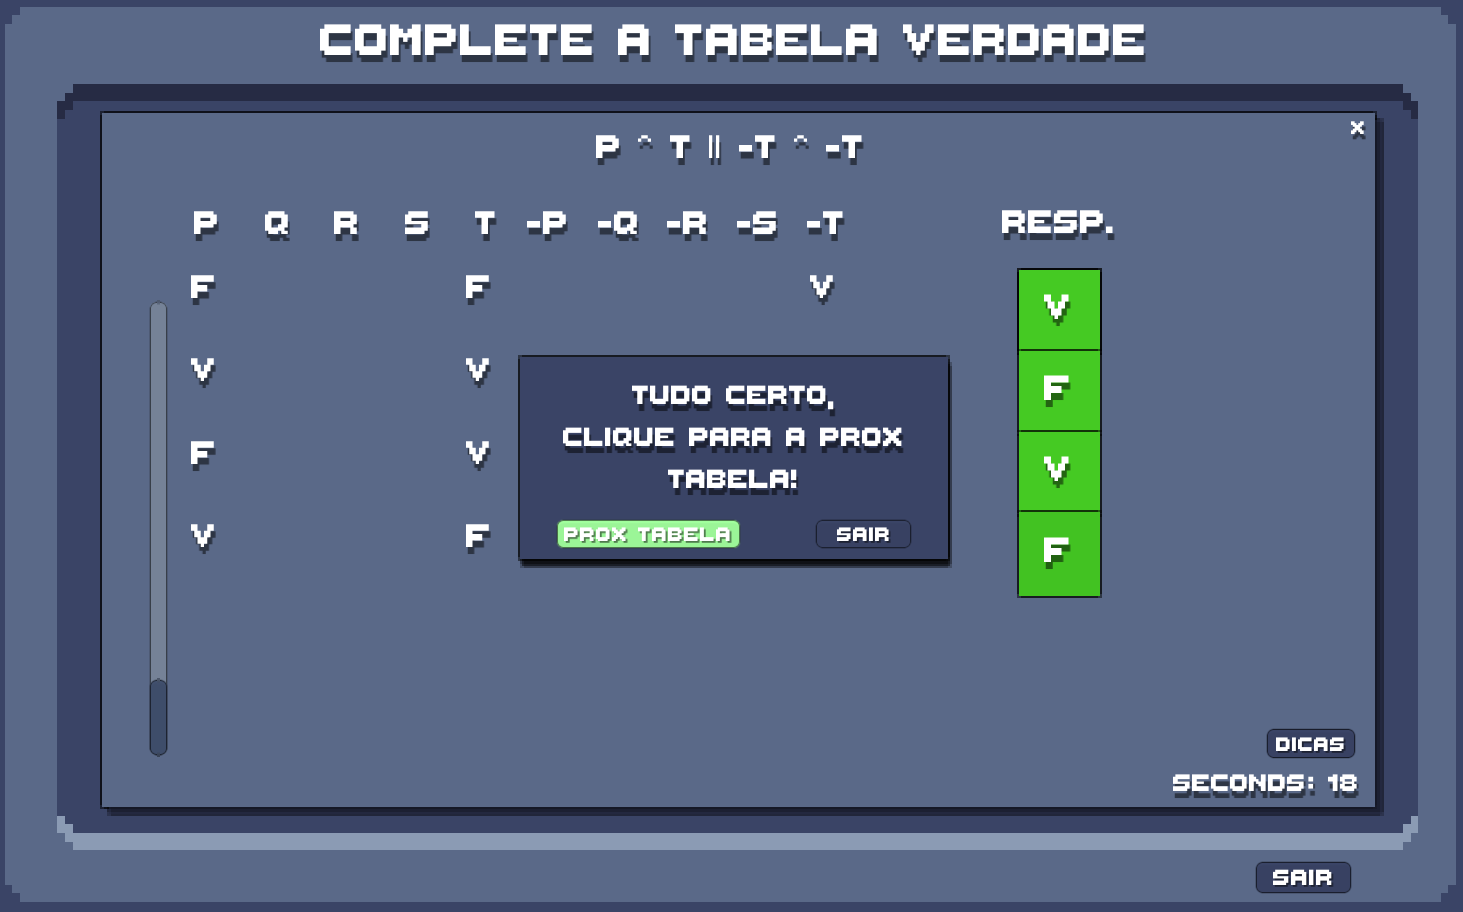 COMPLETE A TABELA VERDADE
×
P ^ T || -T ^ -T
P Q R S T -P -Q -R -S -T RESP.
F F V V
V V F
F V V
V F F
TUDO CERTO,
CLIQUE PARA A PROX
TABELA!
PROX TABELA SAIR
DICAS
SECONDS: 18
SAIR